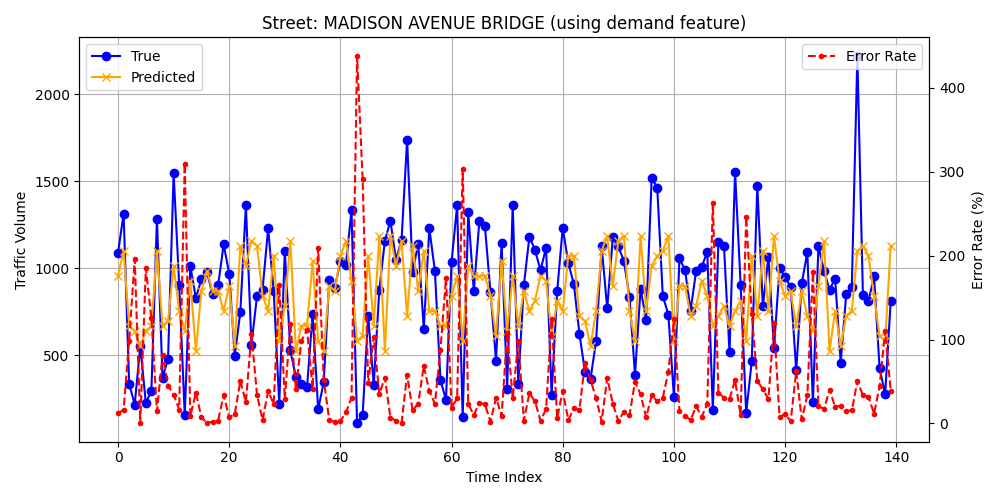 Street: MADISON AVENUE BRIDGE (using demand feature)
True
Predicted
Error Rate
Traffic Volume
2000
1500
1000
500
400
300
200
100
0
Error Rate (%)
0
20
40
60
80
100
120
140
Time Index